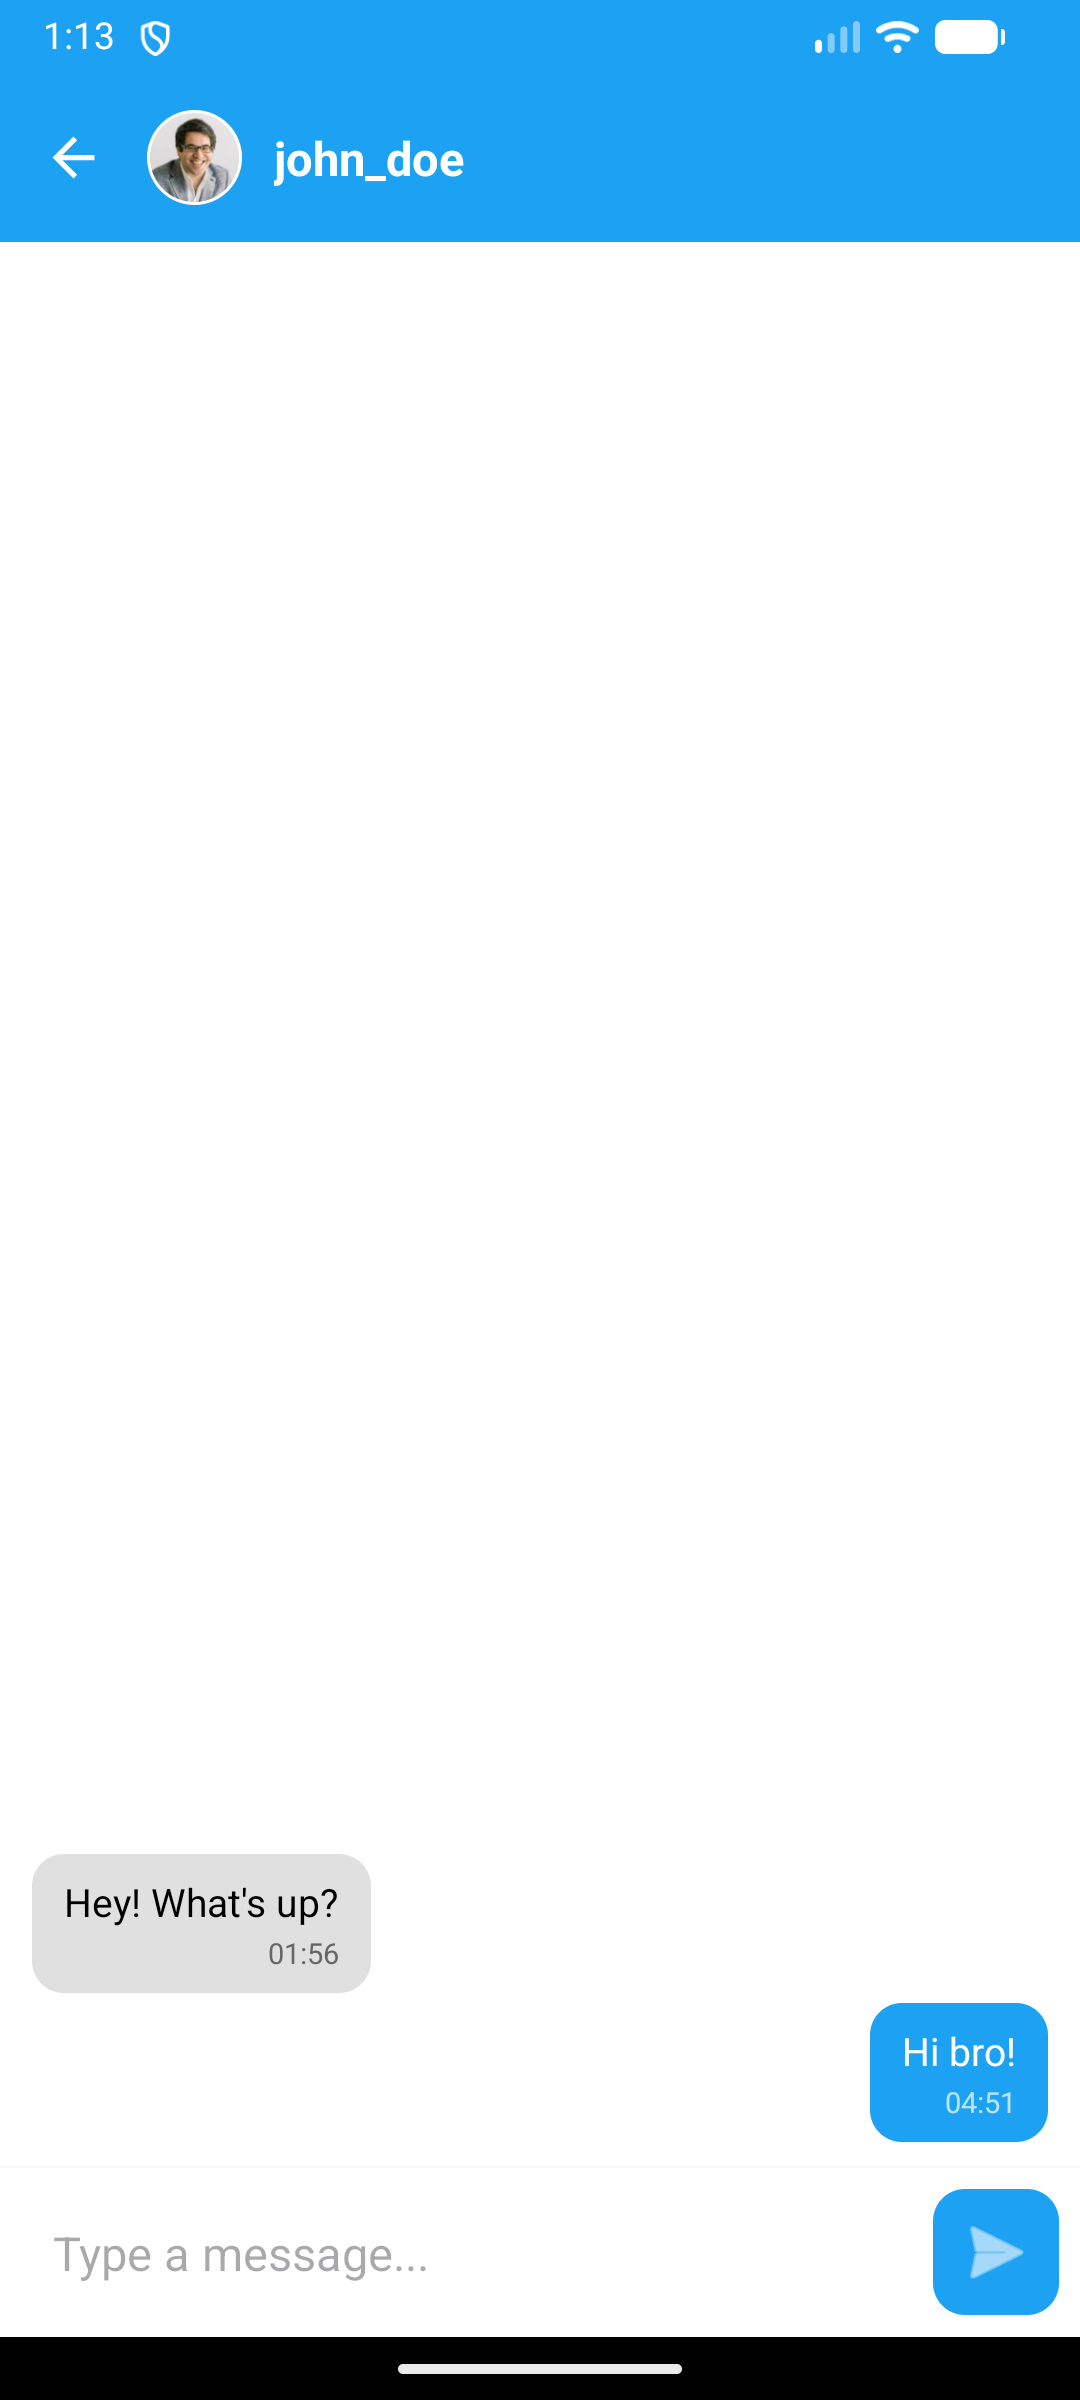 1:13
john_doe
Hey! What's up?
01:56
Hi bro!
04:51
Type a message...